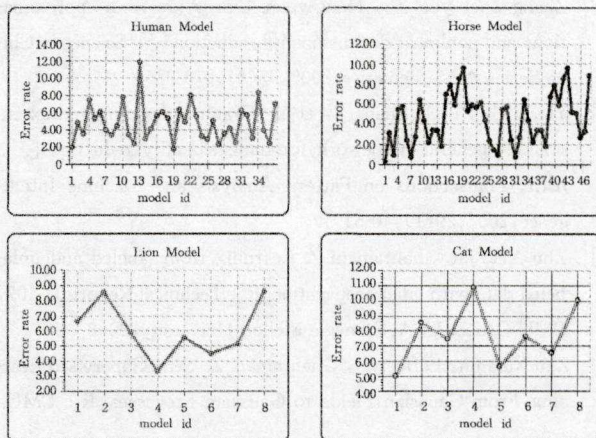 Human Model
Error rate
14.00
12.00
10.00
8.00
6.00
4.00
2.00
0.00
1 4 7 10 13 16 19 22 25 28 31 34
model id
Horse Model
Error rate
12.00
10.00
8.00
6.00
4.00
2.00
0.00
1 4 7 10 13 16 19 22 25 28 31 34 37 40 43 46
model id
Lion Model
Error rate
10.00
9.00
8.00
7.00
6.00
5.00
4.00
3.00
2.00
1 2 3 4 5 6 7 8
model id
Cat Model
Error rate
12.00
11.00
10.00
9.00
8.00
7.00
6.00
5.00
4.00
1 2 3 4 5 6 7 8
model id